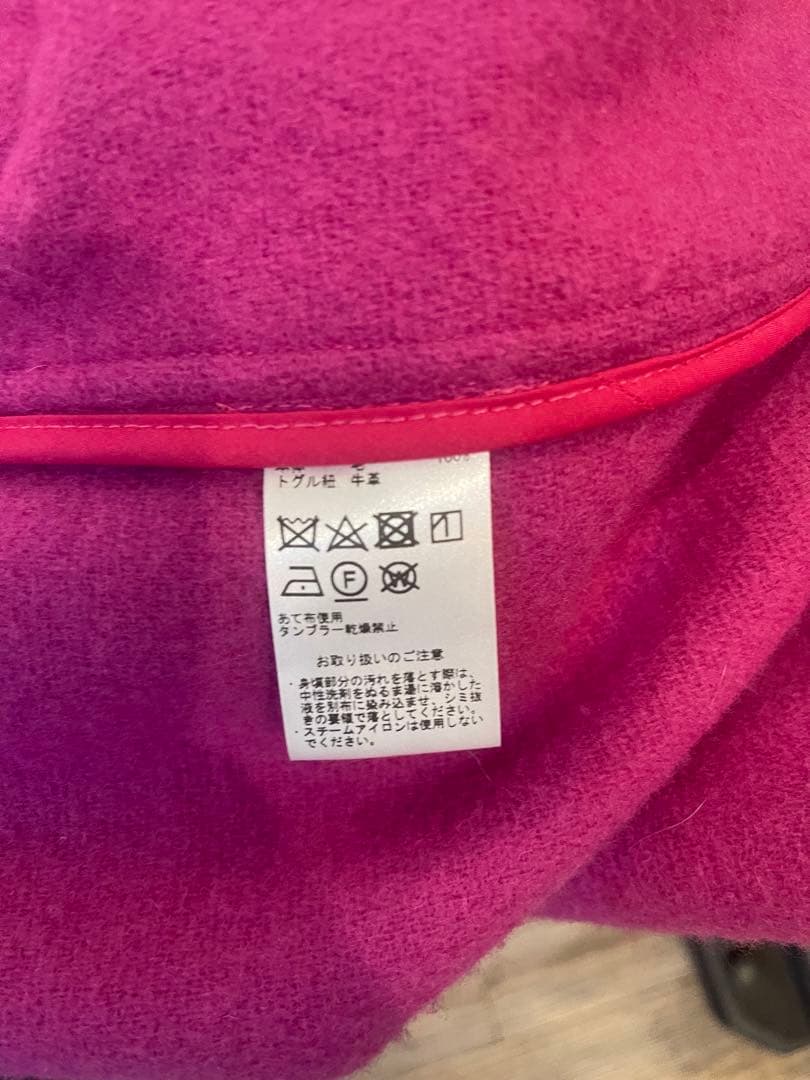 100%
トグル紐 牛革
F
W
あて布使用
タンブラー乾燥禁止
お取り扱いのご注意
・身頃部分の汚れを落とす際は、
中性洗剤をぬるま湯に溶かした
液を別布に染み込ませ、シミ抜
きの要領で落としてください。
・スチームアイロンは使用しない
でください。